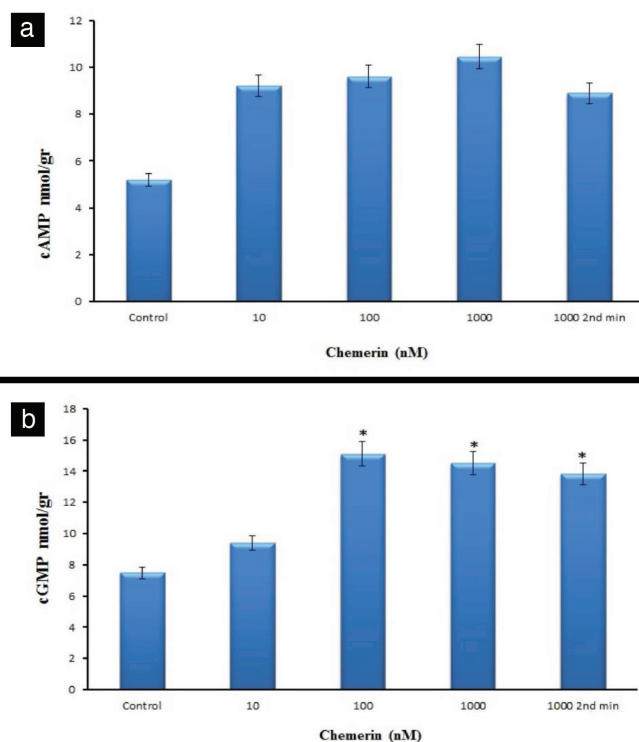 a
12
10
8
6
4
2
0
cAMP nmol/gr
Control 10 100 1000 1000 2nd min
Chemerin (nM)
b
18
16
14
12
10
8
6
4
2
0
cGMP nmol/gr
* * *
Control 10 100 1000 1000 2nd min
Chemerin (nM)